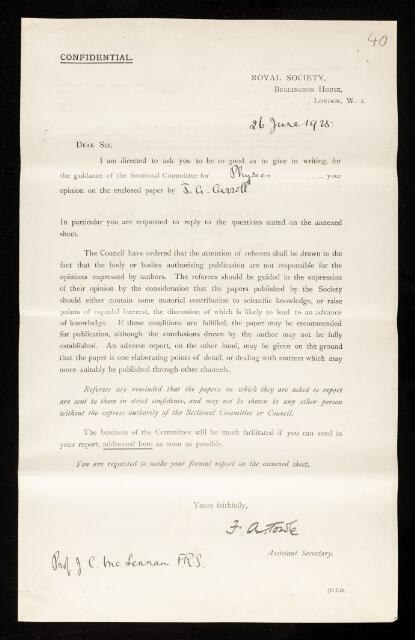 40
CONFIDENTIAL.
ROYAL SOCIETY,
BURLINGTON HOUSE,
LONDON, W. 1.
26 June 1925.
DEAR SIR,
I am directed to ask you to be so good as to give in writing, for
the guidance of the Sectional Committee for Physics your
opinion on the enclosed paper by J. A. Carroll
In particular you are requested to reply to the questions stated on the annexed
sheet.
The Council have ordered that the attention of referees shall be drawn to the
fact that the body or bodies authorizing publication are not responsible for the
opinions expressed by authors. The referees should be guided in the expression
of their opinion by the consideration that the papers published by the Society
should either contain some material contribution to scientific knowledge, or raise
points of especial interest, the discussion of which is likely to lead to an advance
of knowledge. If these conditions are fulfilled, the paper may be recommended
for publication, although the conclusions drawn by the author may not be fully
established. An adverse report, on the other hand, may be given on the ground
that the paper is one elaborating points of detail, or dealing with matters which may
more suitably be published through other channels.
Referees are reminded that the papers on which they are asked to report
are sent to them in strict confidence, and may not be shown to any other person
without the express authority of the Sectional Committee or Council.
The business of the Committee will be much facilitated if you can send in
your report, addressed here as soon as possible.
You are requested to make your formal report on the annexed sheet.
Yours faithfully,
F. A. Towle
Assistant Secretary.
Prof J C. McLennan F.R.S.
[P.T.O.